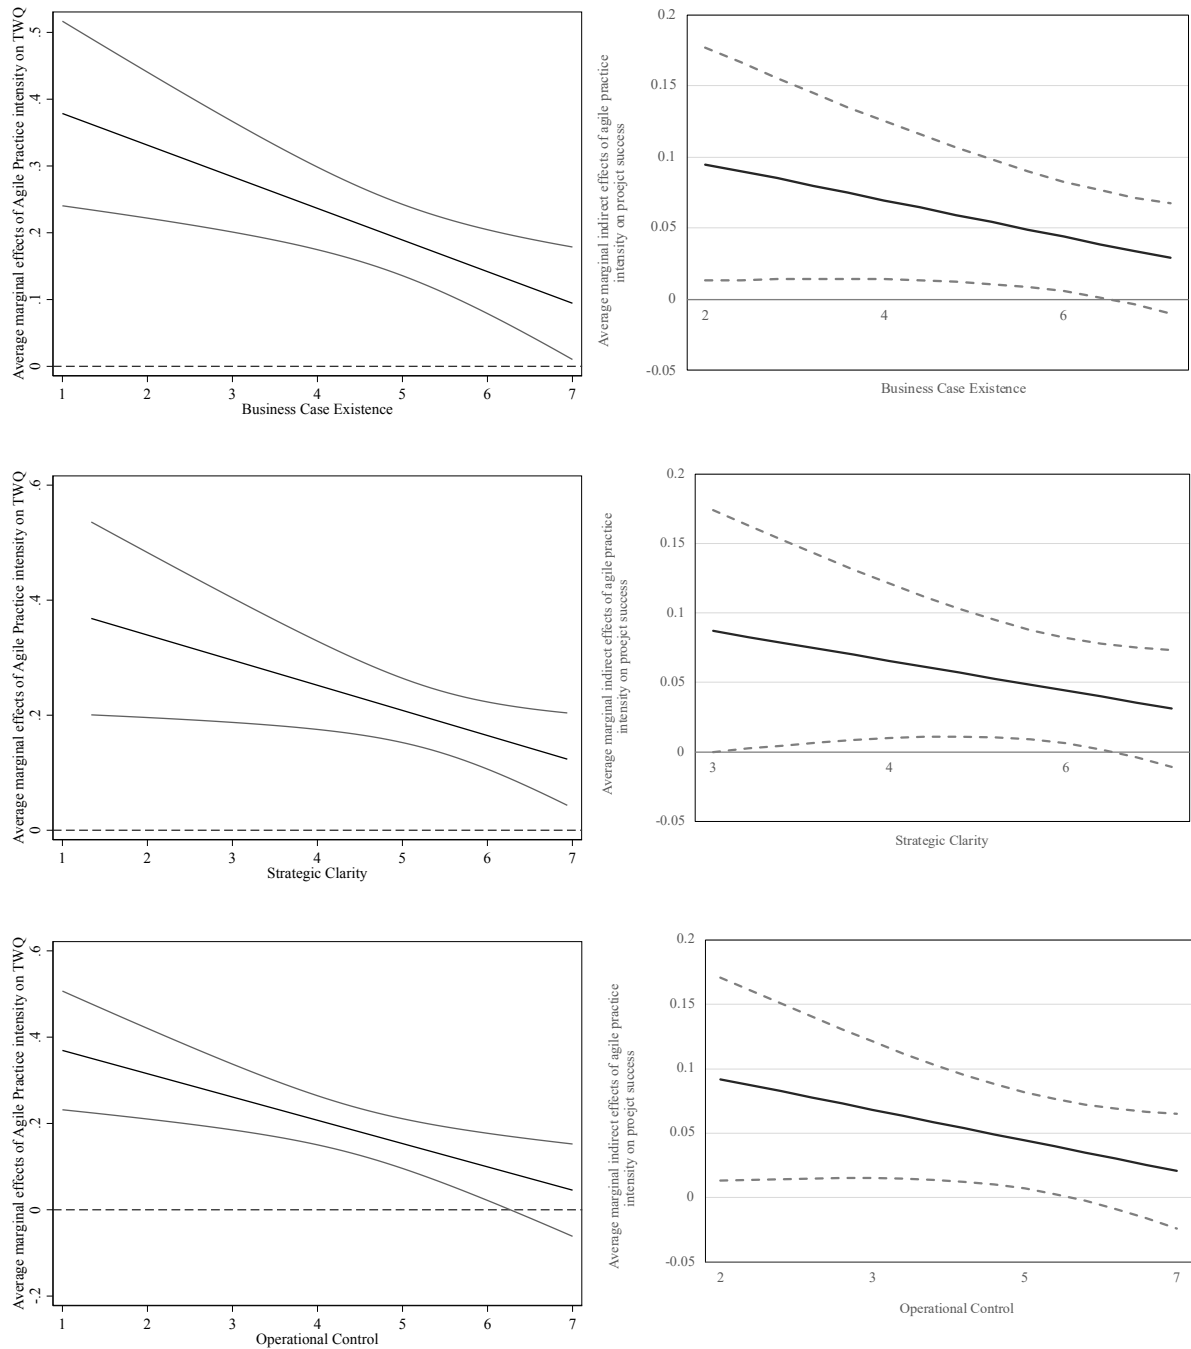 Average marginal effects of Agile Practice intensity on TWQ
.5
.4
.3
.2
.1
0
1 2 3 4 5 6 7
Business Case Existence
Average marginal indirect effects of agile practice
intensity on proejct success
0.2
0.15
0.1
0.05
0
-0.05
2 4 6
Business Case Existence
Average marginal effects of Agile Practice intensity on TWQ
.6
.4
.2
0
1 2 3 4 5 6 7
Strategic Clarity
Average marginal indirect effects of agile practice
intensity on proejct success
0.2
0.15
0.1
0.05
0
-0.05
3 4 6
Strategic Clarity
Average marginal effects of Agile Practice intensity on TWQ
.6
.4
.2
0
-.2
1 2 3 4 5 6 7
Operational Control
Average marginal indirect effects of agile practice
intensity on proejct success
0.2
0.15
0.1
0.05
0
-0.05
2 3 5 7
Operational Control